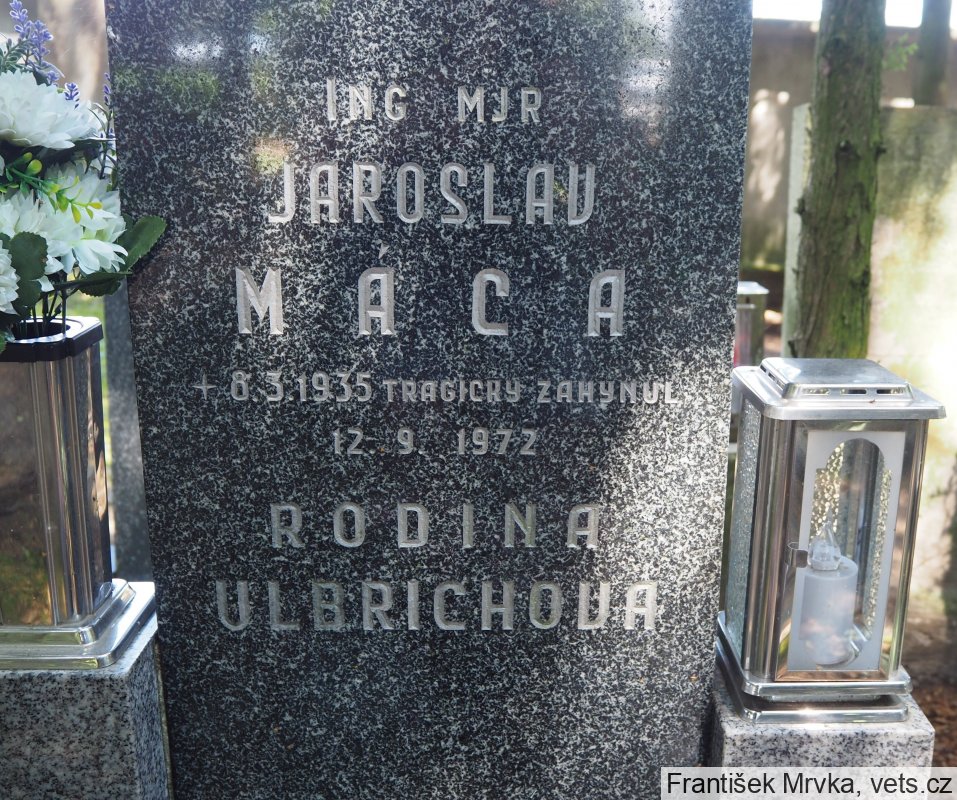 ING MJR
JAROSLAV
MÁCA
+ 8.3.1935 TRAGICKY ZAHYNUL
12. 9. 1972
RODINA
ULBRICHOVA
František Mrvka, vets.cz